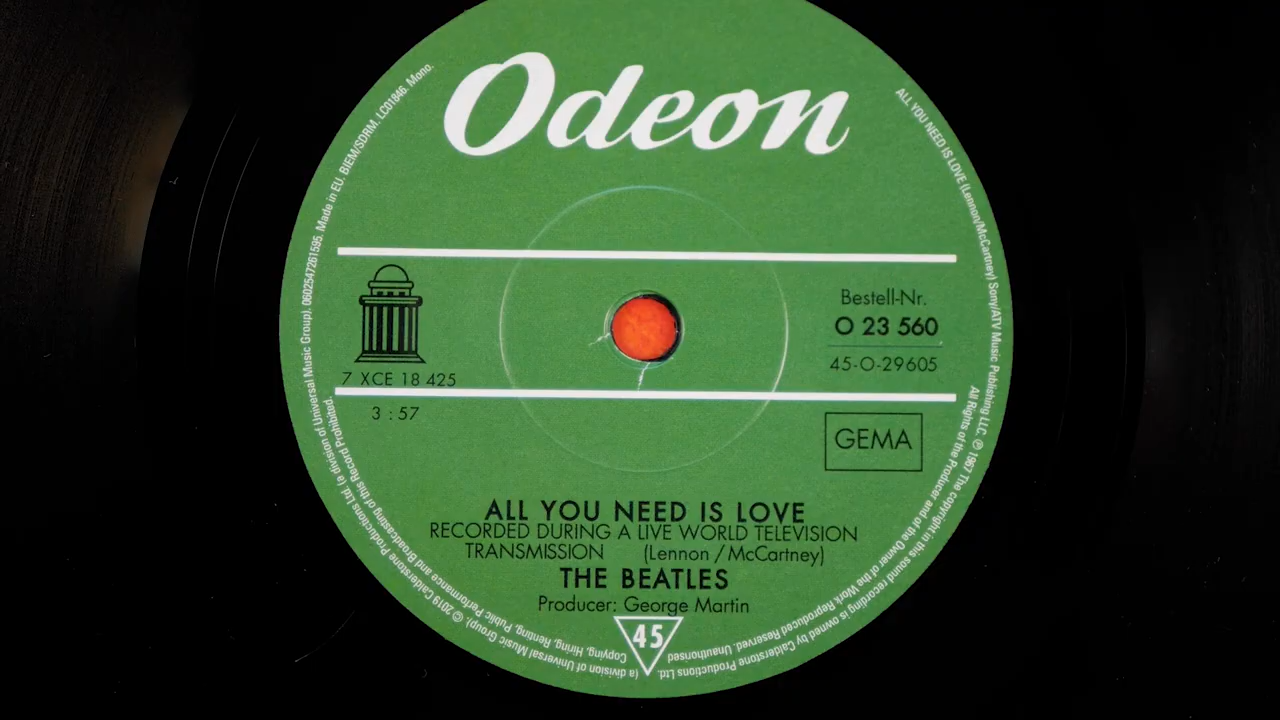 Odeon
Bestell-Nr.
O 23 560
45-O-29605
7 XCE 18 425
3 : 57
GEMA
ALL YOU NEED IS LOVE
RECORDED DURING A LIVE WORLD TELEVISION
TRANSMISSION (Lennon / McCartney)
THE BEATLES
Producer: George Martin
45
ALL YOU NEED IS LOVE (Lennon/McCartney) Sony/ATV Music Publishing LLC. ℗ 1967 The copyright in this sound recording is owned by Calderstone Productions Ltd. (a division of Universal Music Group). © 2019 Calderstone Productions Ltd. (a division of Universal Music Group). 0602547261595. Made in EU. BIEM/SDRM. LC01846. Mono.
All Rights of the Producer and of the Owner of the Work Reproduced Reserved. Unauthorised Copying, Hiring, Renting, Public Performance and Broadcasting of this Record Prohibited.